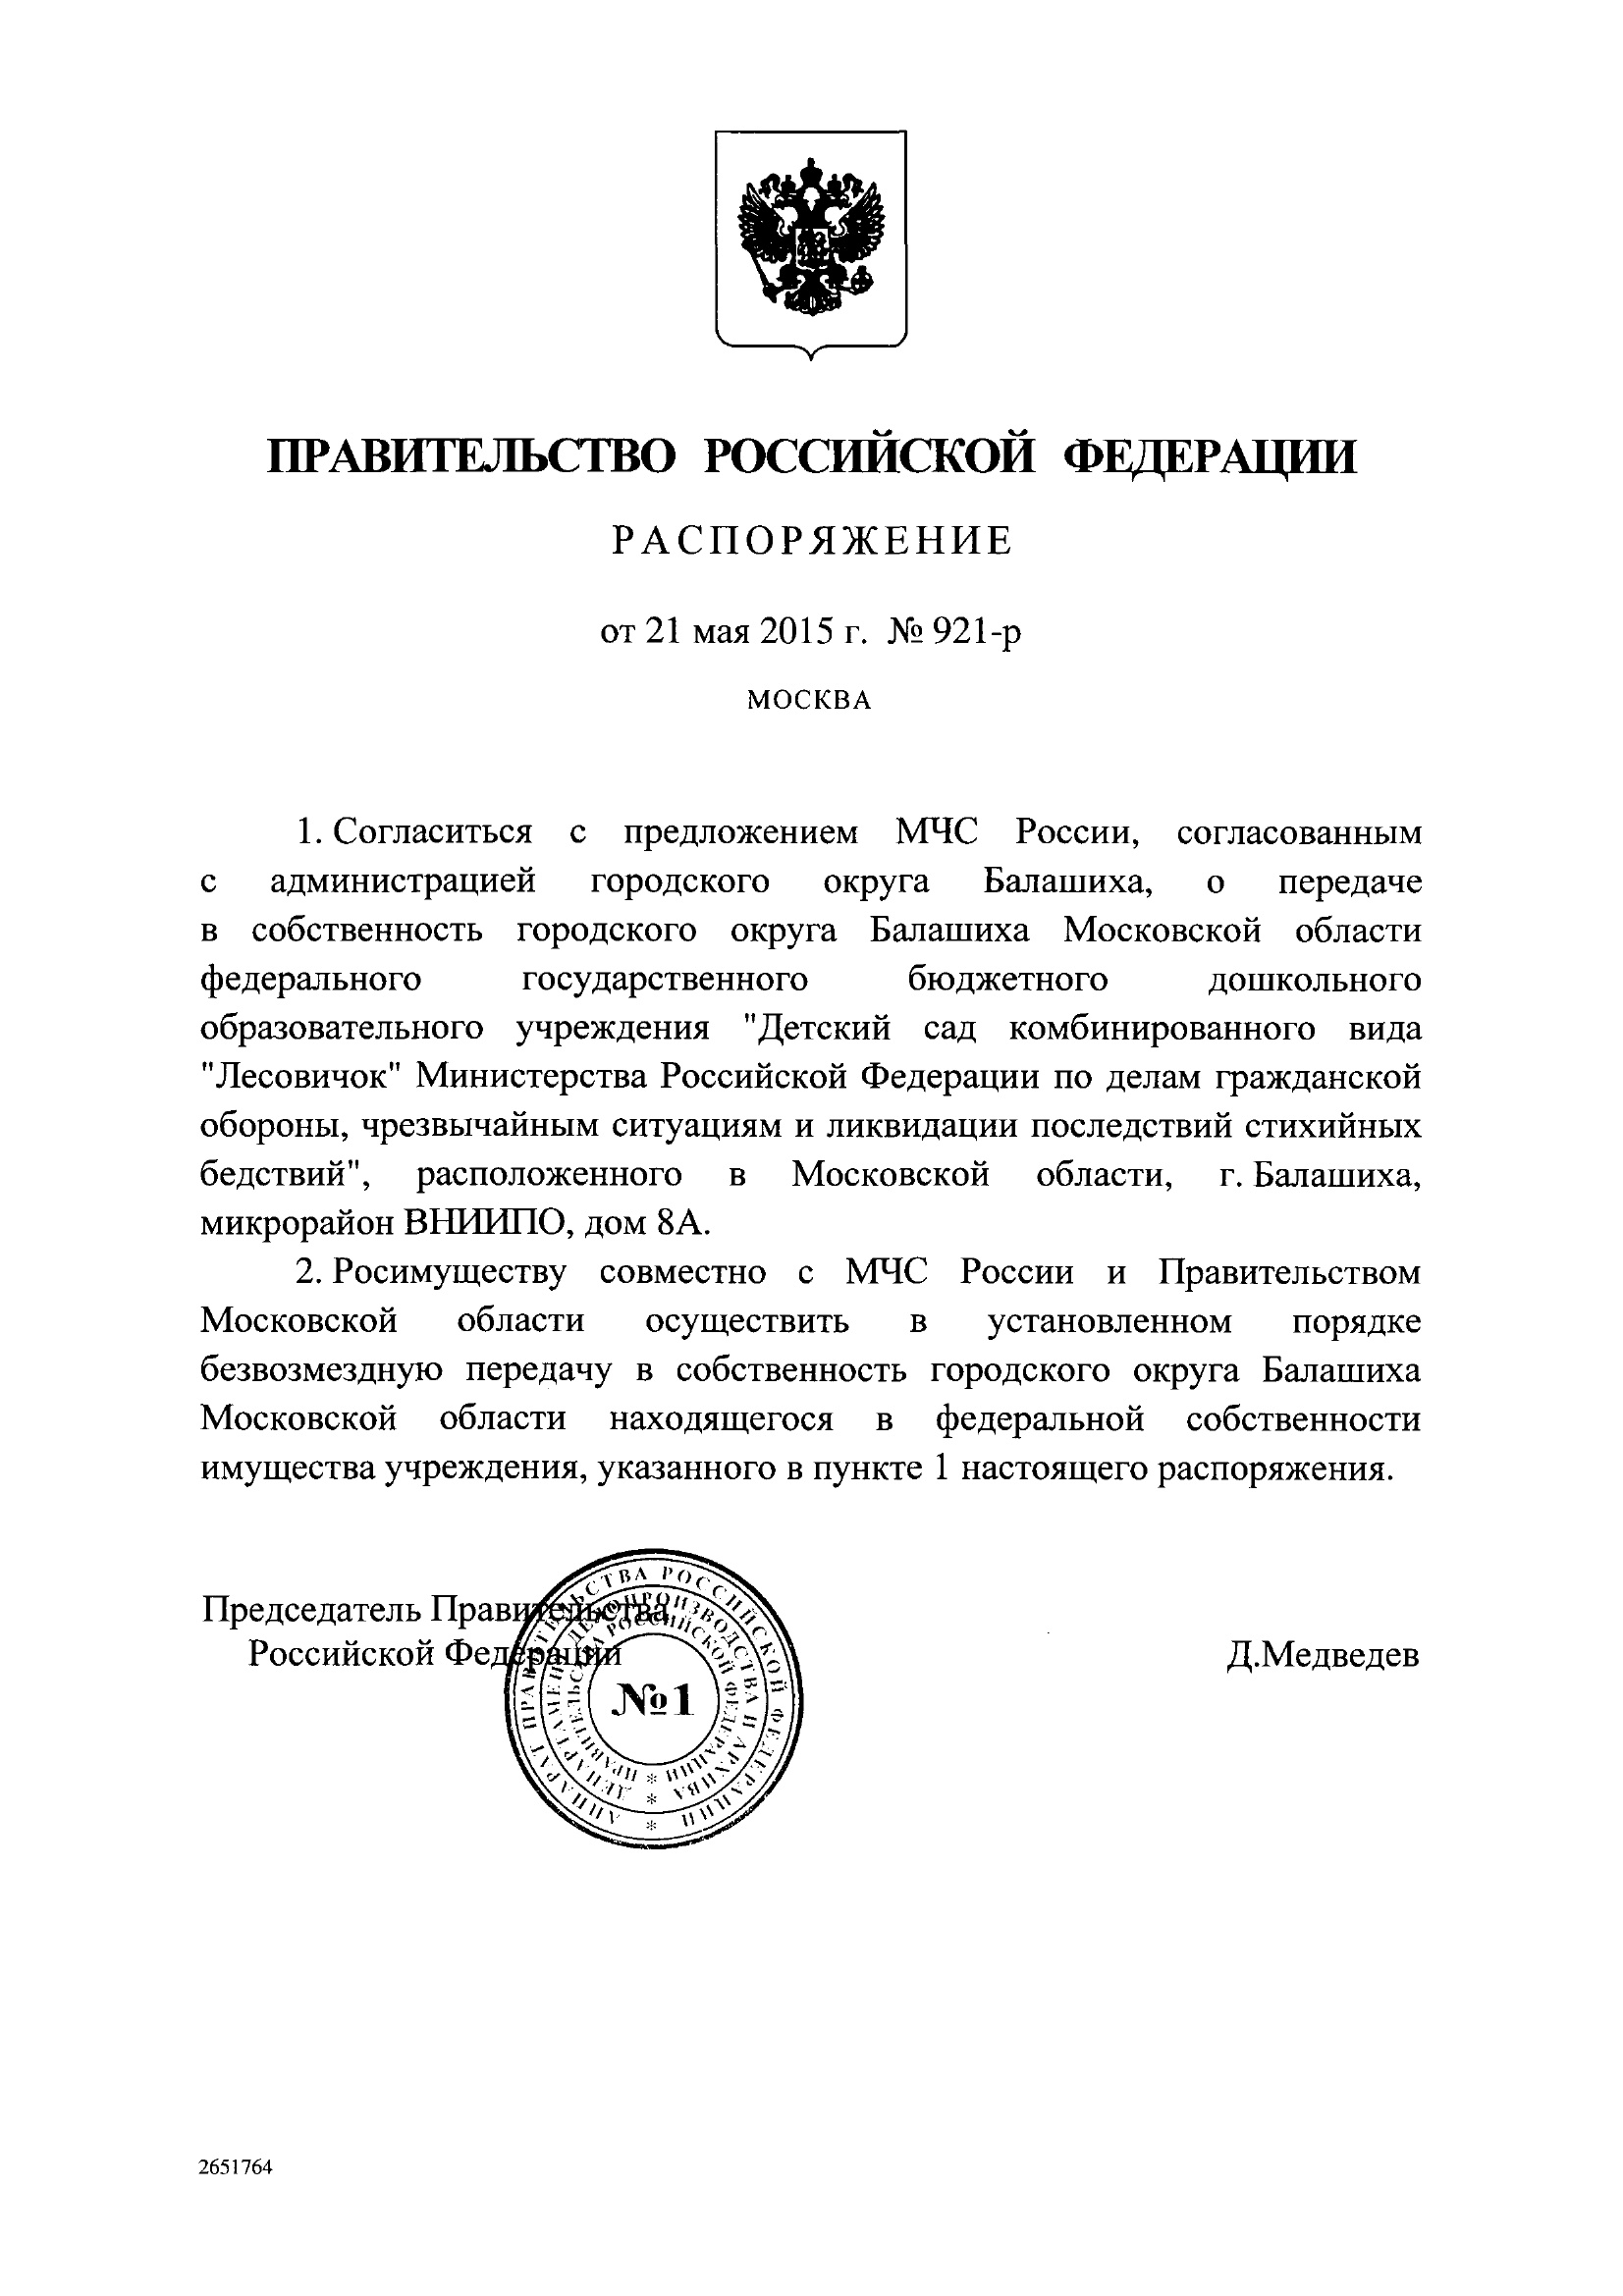 ПРАВИТЕЛЬСТВО РОССИЙСКОЙ ФЕДЕРАЦИИ
РАСПОРЯЖЕНИЕ
от 21 мая 2015 г. № 921-р
МОСКВА
1. Согласиться с предложением МЧС России, согласованным
с администрацией городского округа Балашиха, о передаче
в собственность городского округа Балашиха Московской области
федерального государственного бюджетного дошкольного
образовательного учреждения "Детский сад комбинированного вида
"Лесовичок" Министерства Российской Федерации по делам гражданской
обороны, чрезвычайным ситуациям и ликвидации последствий стихийных
бедствий", расположенного в Московской области, г. Балашиха,
микрорайон ВНИИПО, дом 8А.
2. Росимуществу совместно с МЧС России и Правительством
Московской области осуществить в установленном порядке
безвозмездную передачу в собственность городского округа Балашиха
Московской области находящегося в федеральной собственности
имущества учреждения, указанного в пункте 1 настоящего распоряжения.
Председатель Правительства
Российской Федерации
Д.Медведев
АППАРАТ ПРАВИТЕЛЬСТВА РОССИЙСКОЙ ФЕДЕРАЦИИ *
ДЕПАРТАМЕНТ ДЕЛОПРОИЗВОДСТВА И АРХИВА *
ПРАВИТЕЛЬСТВА РОССИЙСКОЙ ФЕДЕРАЦИИ *
№1
2651764